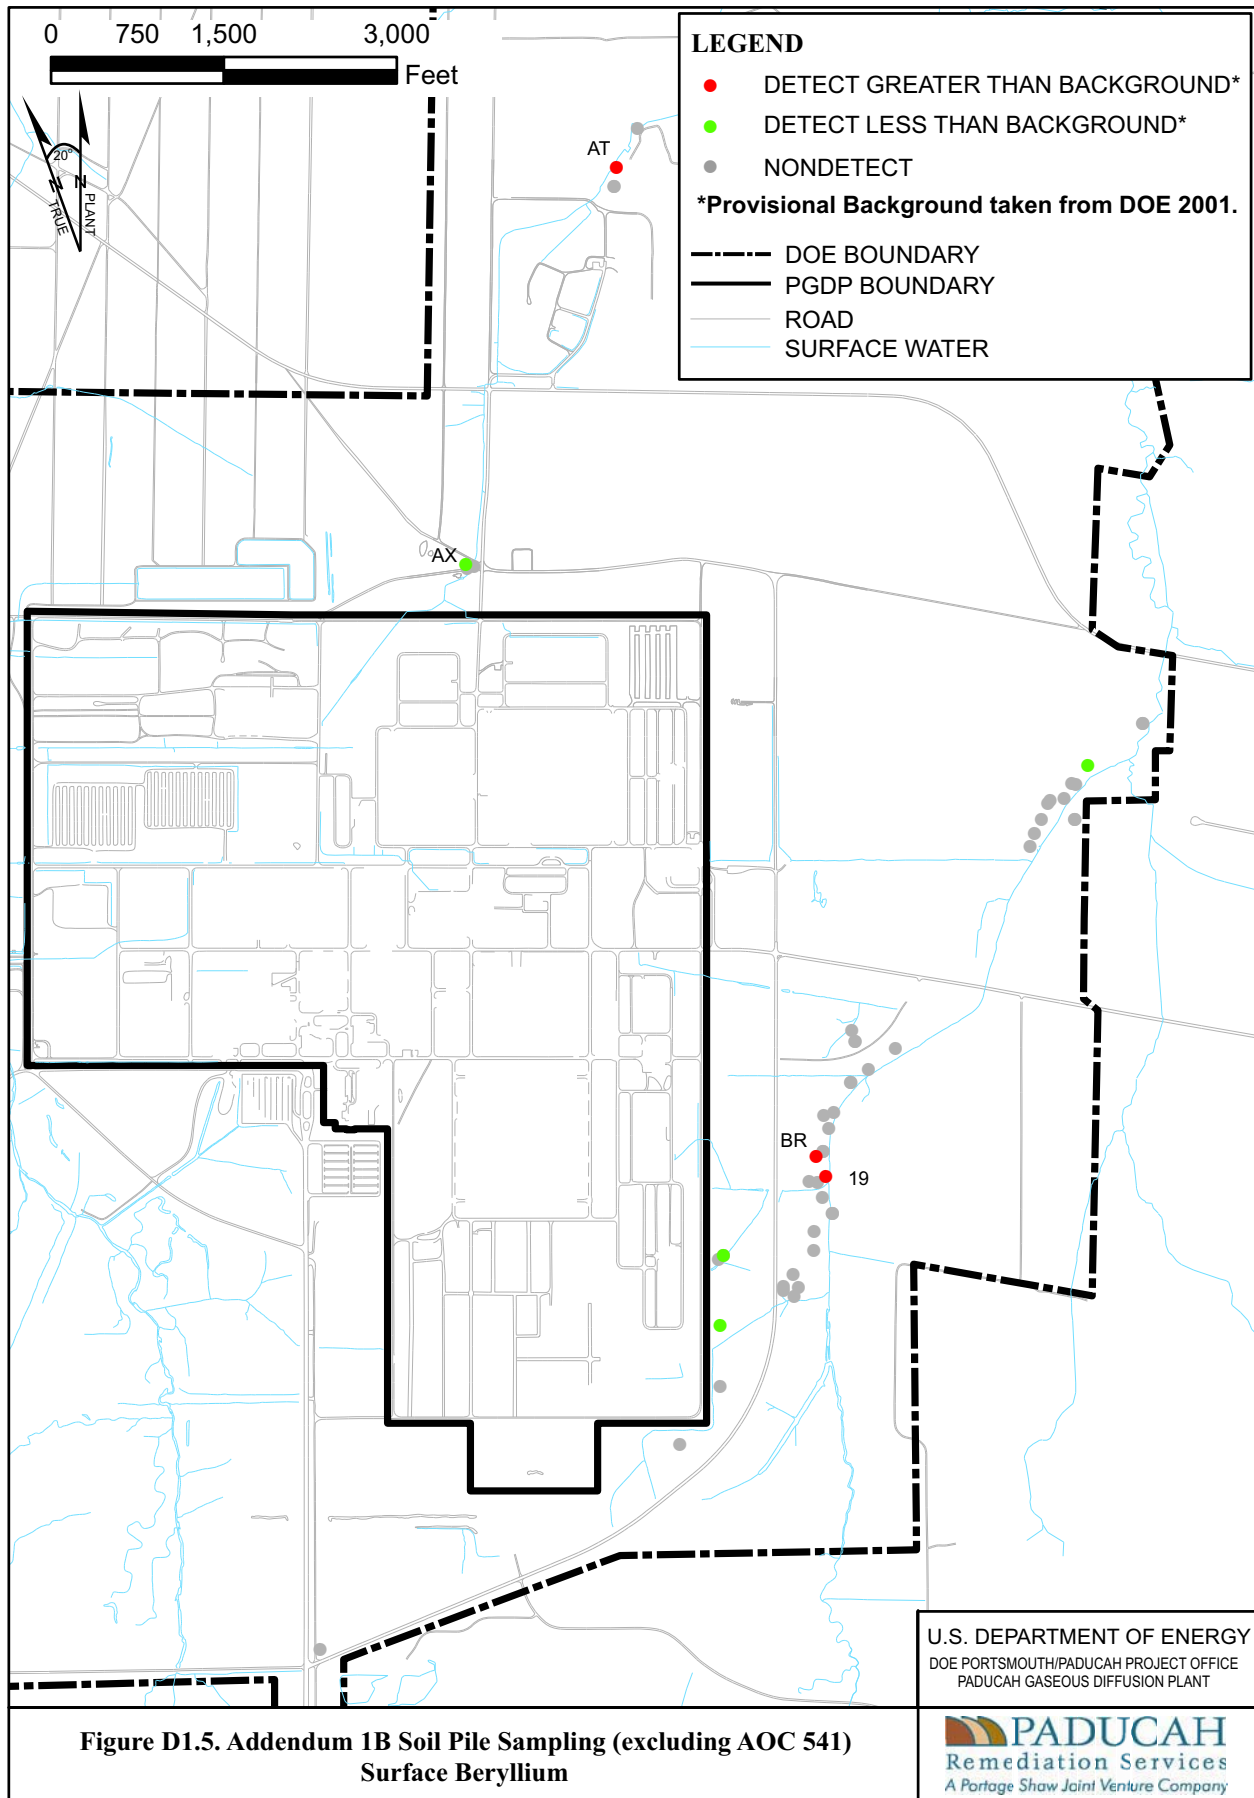 0 750 1,500 3,000
Feet
20°
N N
TRUE PLANT
LEGEND
DETECT GREATER THAN BACKGROUND*
DETECT LESS THAN BACKGROUND*
NONDETECT
*Provisional Background taken from DOE 2001.
DOE BOUNDARY
PGDP BOUNDARY
ROAD
SURFACE WATER
AT
AX
BR
19
U.S. DEPARTMENT OF ENERGY
DOE PORTSMOUTH/PADUCAH PROJECT OFFICE
PADUCAH GASEOUS DIFFUSION PLANT
Figure D1.5. Addendum 1B Soil Pile Sampling (excluding AOC 541)
Surface Beryllium
PADUCAH
Remediation Services
A Portage Shaw Joint Venture Company